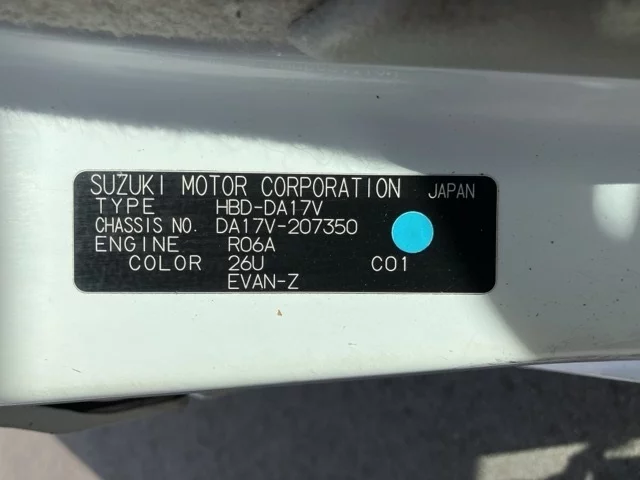 SUZUKI MOTOR CORPORATION JAPAN
TYPE HBD-DA17V
CHASSIS NO. DA17V-207350
ENGINE R06A
COLOR 26U C01
EVAN-Z